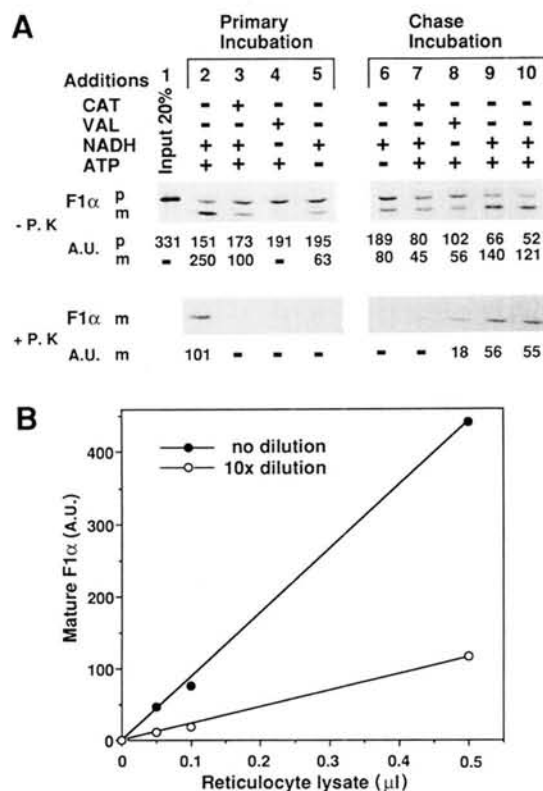 A
Primary
Incubation
Chase
Incubation
Additions 1 2 3 4 5 6 7 8 9 10
Input 20%
CAT - + - - - + - - -
VAL - - + - - - + - -
NADH + + - + + + - + +
ATP + + + - - + + + +
- P. K
F1α p
m
A.U. p 331 151 173 191 195 189 80 102 66 52
m - 250 100 - 63 80 45 56 140 121
+ P. K
F1α m
A.U. m 101 - - - - - 18 56 55
B
no dilution
10x dilution
Mature F1α (A.U.)
400
300
200
100
0
0 0.1 0.2 0.3 0.4 0.5
Reticulocyte lysate (μl)